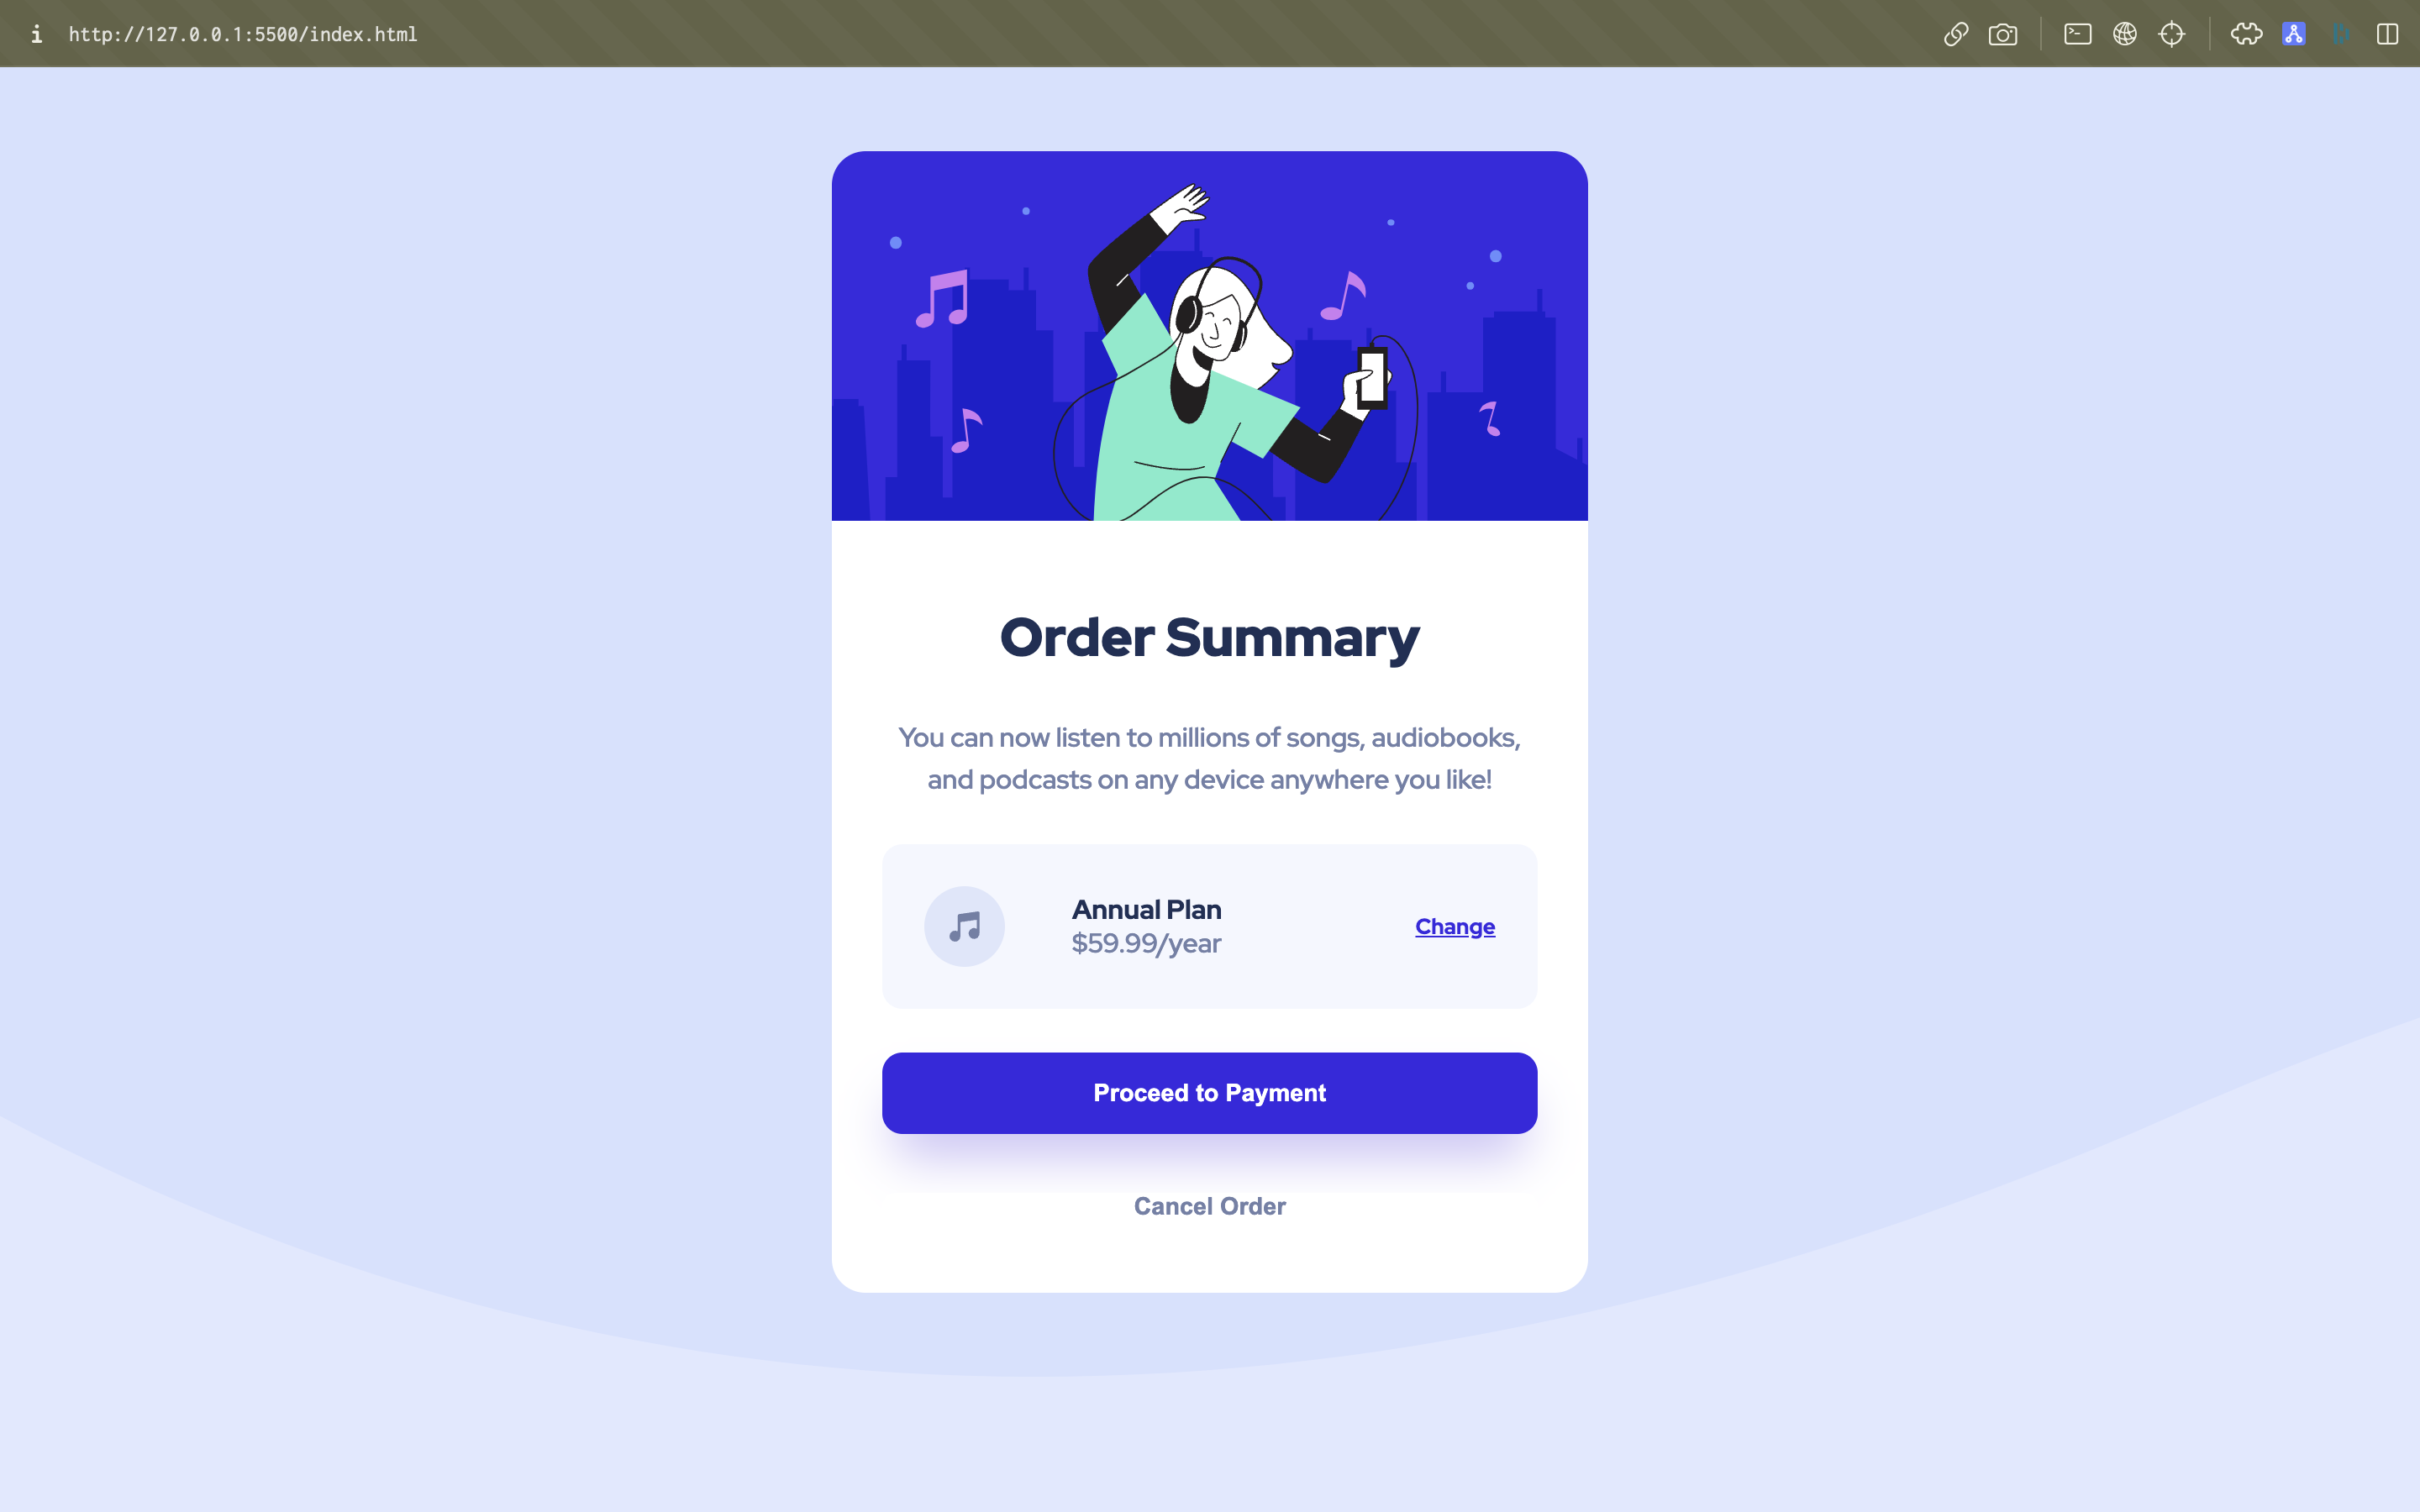 http://127.0.0.1:5500/index.html
Order Summary
You can now listen to millions of songs, audiobooks,
and podcasts on any device anywhere you like!
Annual Plan
$59.99/year
Change
Proceed to Payment
Cancel Order